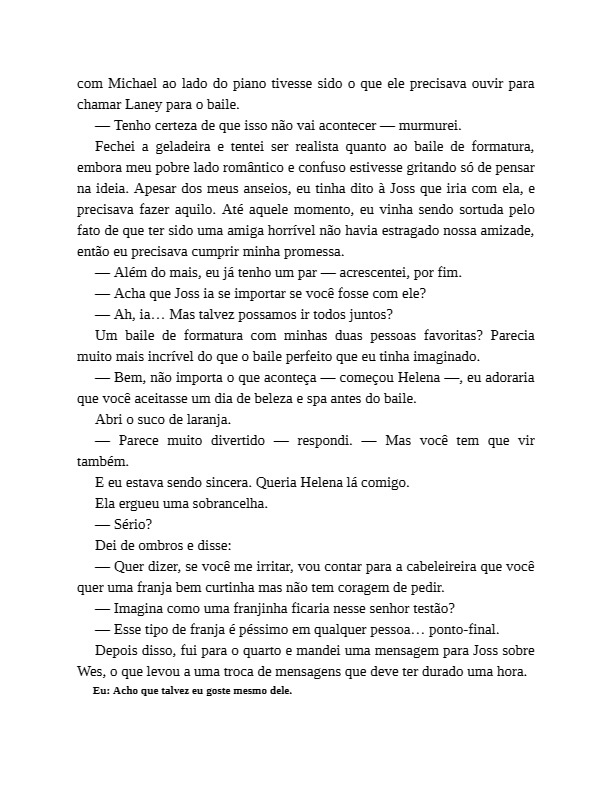 com Michael ao lado do piano tivesse sido o que ele precisava ouvir para
chamar Laney para o baile.
— Tenho certeza de que isso não vai acontecer — murmurei.
Fechei a geladeira e tentei ser realista quanto ao baile de formatura,
embora meu pobre lado romântico e confuso estivesse gritando só de pensar
na ideia. Apesar dos meus anseios, eu tinha dito à Joss que iria com ela, e
precisava fazer aquilo. Até aquele momento, eu vinha sendo sortuda pelo
fato de que ter sido uma amiga horrível não havia estragado nossa amizade,
então eu precisava cumprir minha promessa.
— Além do mais, eu já tenho um par — acrescentei, por fim.
— Acha que Joss ia se importar se você fosse com ele?
— Ah, ia… Mas talvez possamos ir todos juntos?
Um baile de formatura com minhas duas pessoas favoritas? Parecia
muito mais incrível do que o baile perfeito que eu tinha imaginado.
— Bem, não importa o que aconteça — começou Helena —, eu adoraria
que você aceitasse um dia de beleza e spa antes do baile.
Abri o suco de laranja.
— Parece muito divertido — respondi. — Mas você tem que vir
também.
E eu estava sendo sincera. Queria Helena lá comigo.
Ela ergueu uma sobrancelha.
— Sério?
Dei de ombros e disse:
— Quer dizer, se você me irritar, vou contar para a cabeleireira que você
quer uma franja bem curtinha mas não tem coragem de pedir.
— Imagina como uma franjinha ficaria nesse senhor testão?
— Esse tipo de franja é péssimo em qualquer pessoa… ponto-final.
Depois disso, fui para o quarto e mandei uma mensagem para Joss sobre
Wes, o que levou a uma troca de mensagens que deve ter durado uma hora.
Eu: Acho que talvez eu goste mesmo dele.